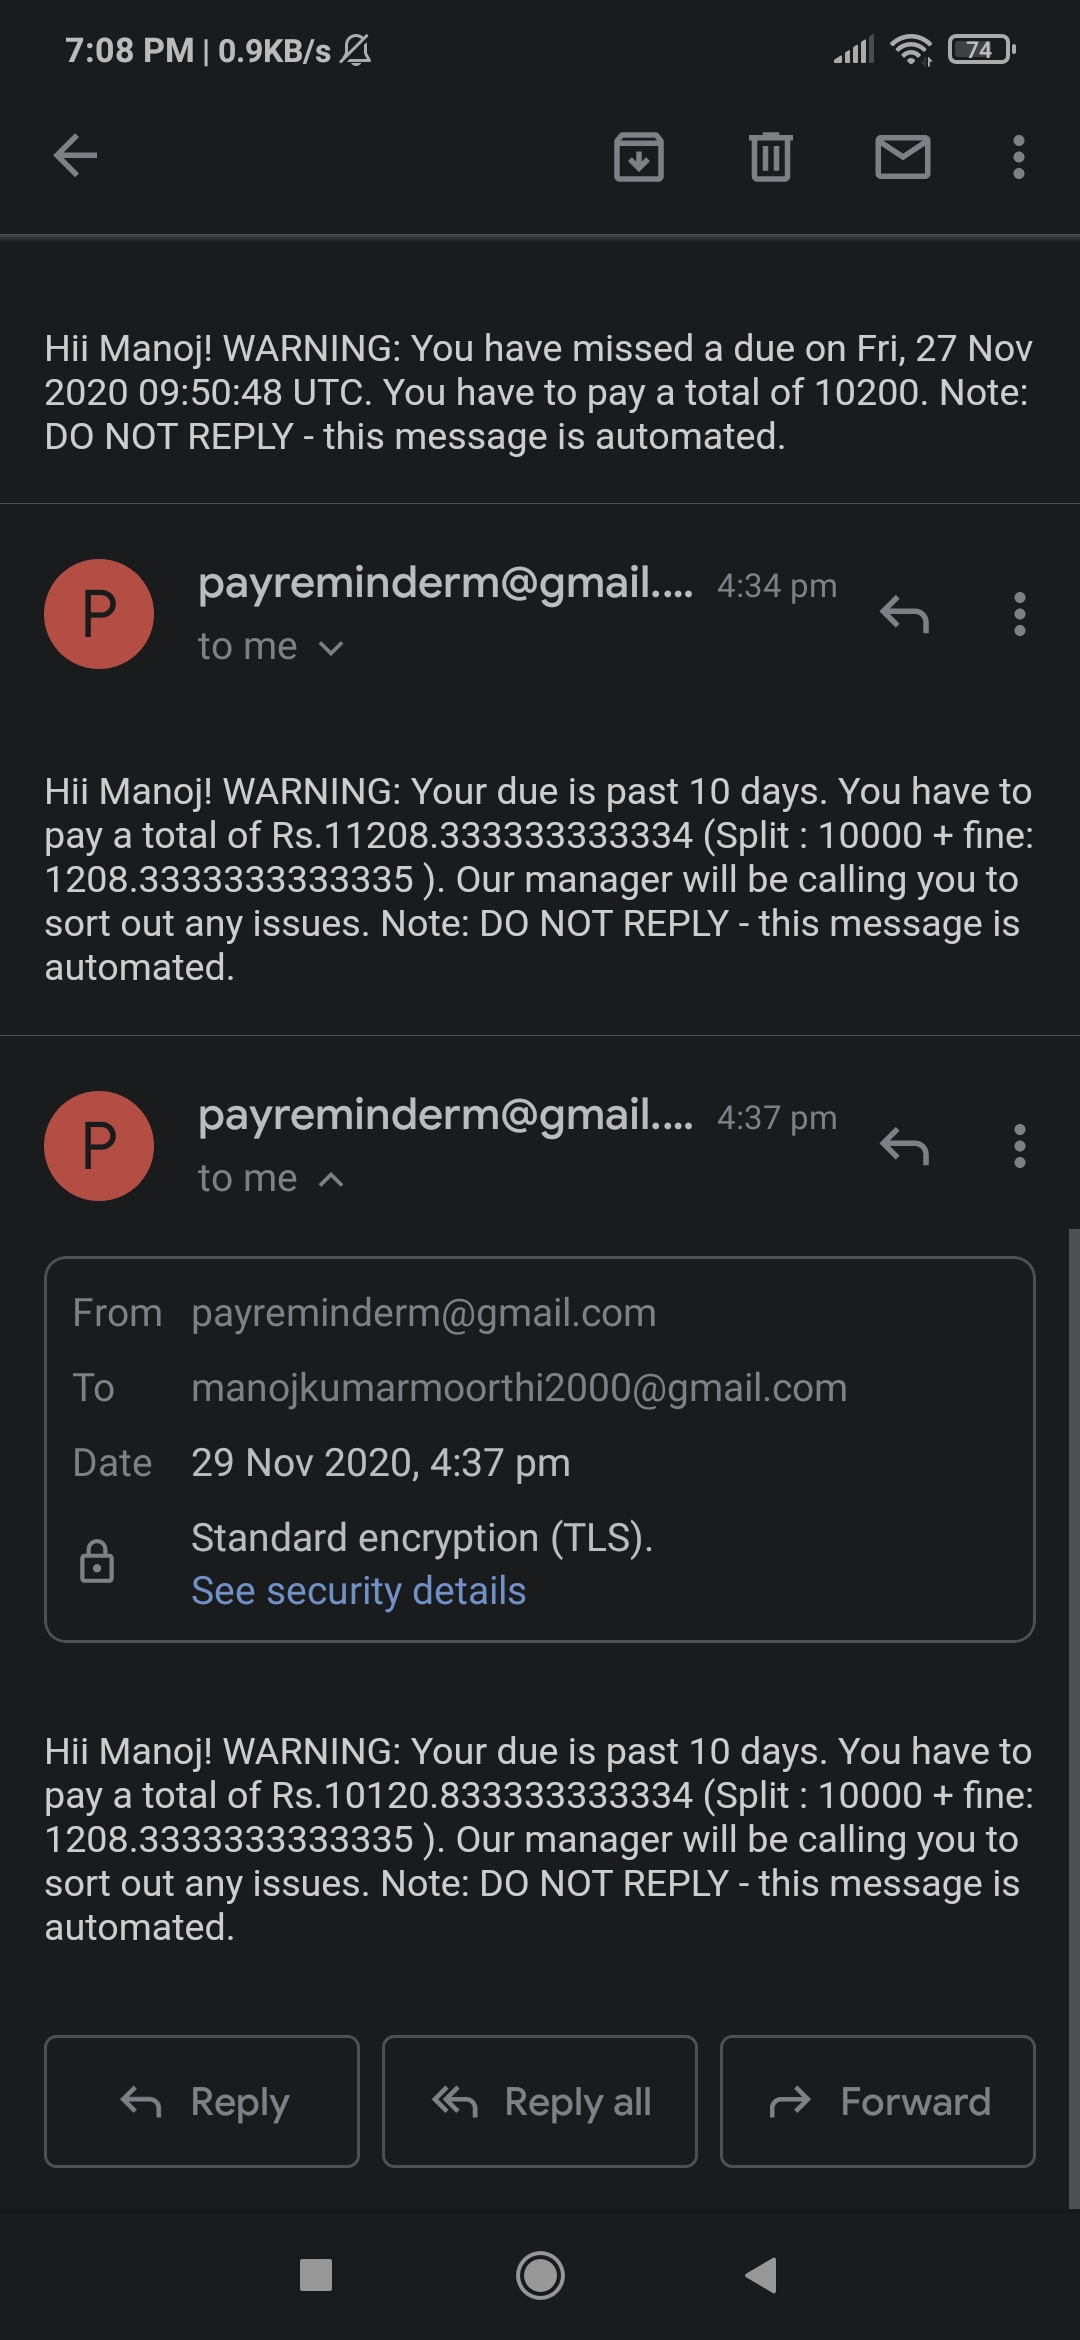 7:08 PM | 0.9KB/s
74
Hii Manoj! WARNING: You have missed a due on Fri, 27 Nov
2020 09:50:48 UTC. You have to pay a total of 10200. Note:
DO NOT REPLY - this message is automated.
P
payreminderm@gmail....
4:34 pm
to me
Hii Manoj! WARNING: Your due is past 10 days. You have to
pay a total of Rs.11208.333333333334 (Split : 10000 + fine:
1208.3333333333335 ). Our manager will be calling you to
sort out any issues. Note: DO NOT REPLY - this message is
automated.
P
payreminderm@gmail....
4:37 pm
to me
From payreminderm@gmail.com
To manojkumarmoorthi2000@gmail.com
Date 29 Nov 2020, 4:37 pm
Standard encryption (TLS).
See security details
Hii Manoj! WARNING: Your due is past 10 days. You have to
pay a total of Rs.10120.833333333334 (Split : 10000 + fine:
1208.3333333333335 ). Our manager will be calling you to
sort out any issues. Note: DO NOT REPLY - this message is
automated.
Reply
Reply all
Forward